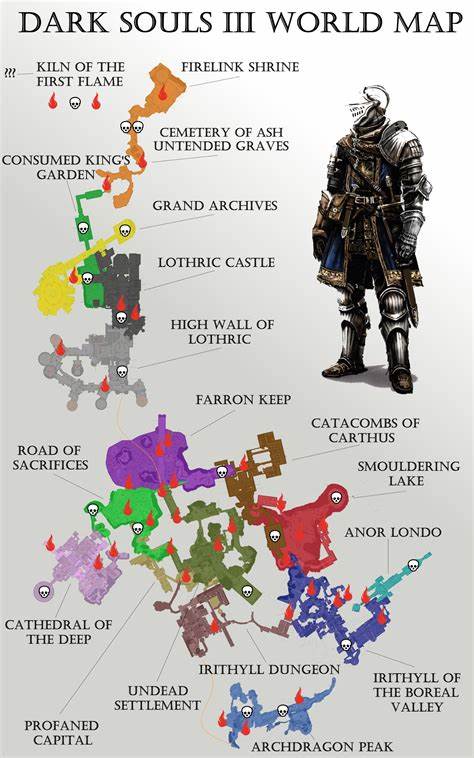 DARK SOULS III WORLD MAP
???
KILN OF THE
FIRST FLAME
FIRELINK SHRINE
CEMETERY OF ASH
UNTENDED GRAVES
CONSUMED KING'S
GARDEN
GRAND ARCHIVES
LOTHRIC CASTLE
HIGH WALL OF
LOTHRIC
FARRON KEEP
CATACOMBS OF
CARTHUS
ROAD OF
SACRIFICES
SMOULDERING
LAKE
ANOR LONDO
CATHEDRAL OF
THE DEEP
IRITHYLL DUNGEON
IRITHYLL OF
THE BOREAL
VALLEY
UNDEAD
SETTLEMENT
PROFANED
CAPITAL
ARCHDRAGON PEAK